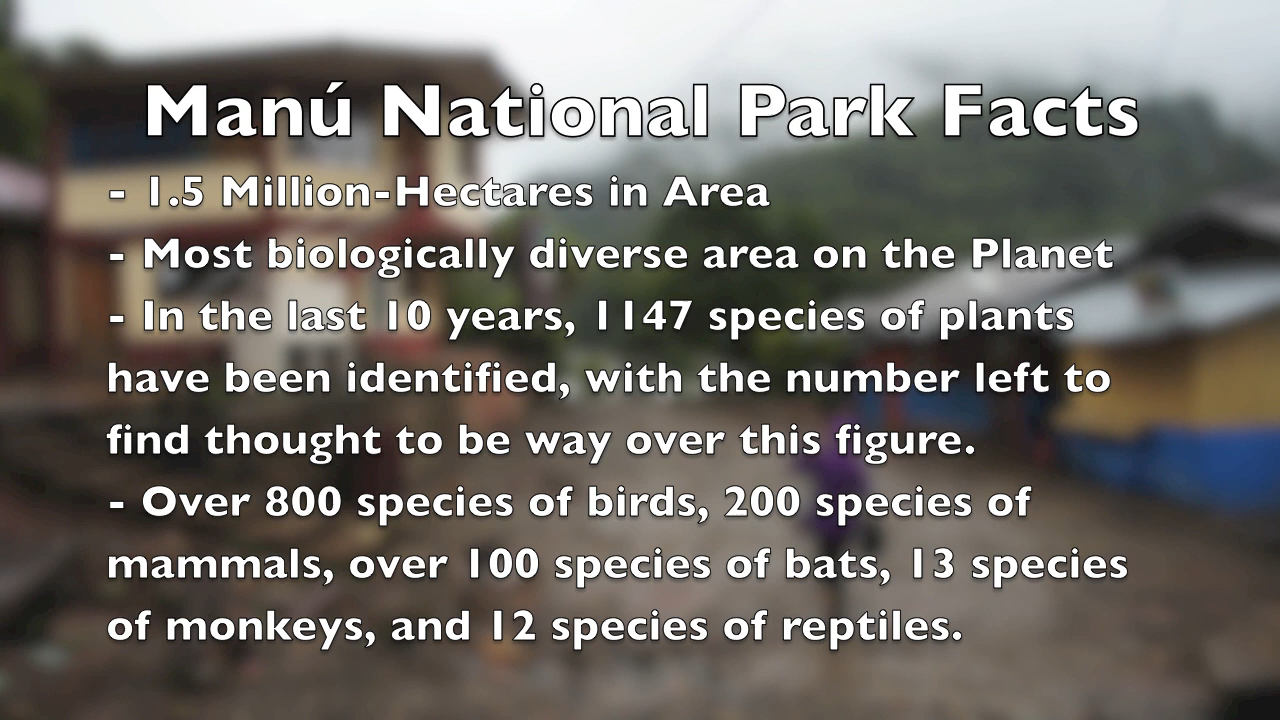 Manú National Park Facts
- 1.5 Million-Hectares in Area
- Most biologically diverse area on the Planet
- In the last 10 years, 1147 species of plants
have been identified, with the number left to
find thought to be way over this figure.
- Over 800 species of birds, 200 species of
mammals, over 100 species of bats, 13 species
of monkeys, and 12 species of reptiles.